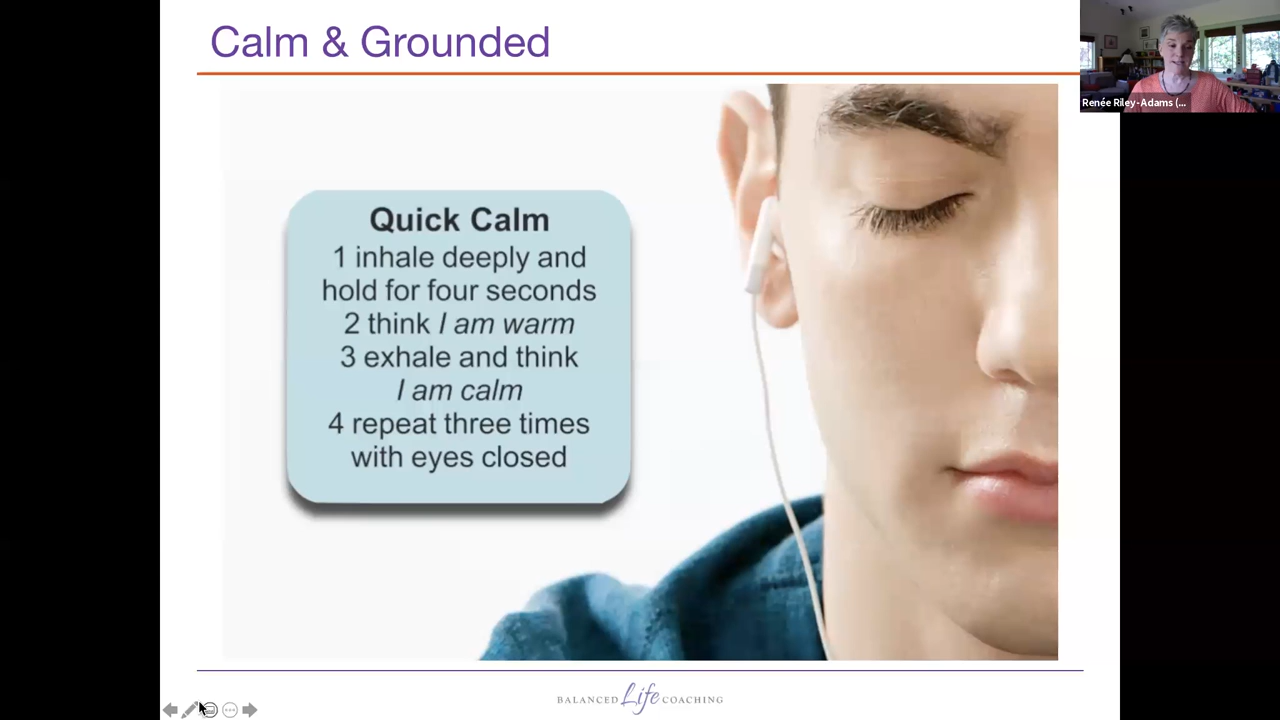 Calm & Grounded
Renée Riley-Adams (...
Quick Calm
1 inhale deeply and
hold for four seconds
2 think I am warm
3 exhale and think
I am calm
4 repeat three times
with eyes closed
BALANCED Life COACHING